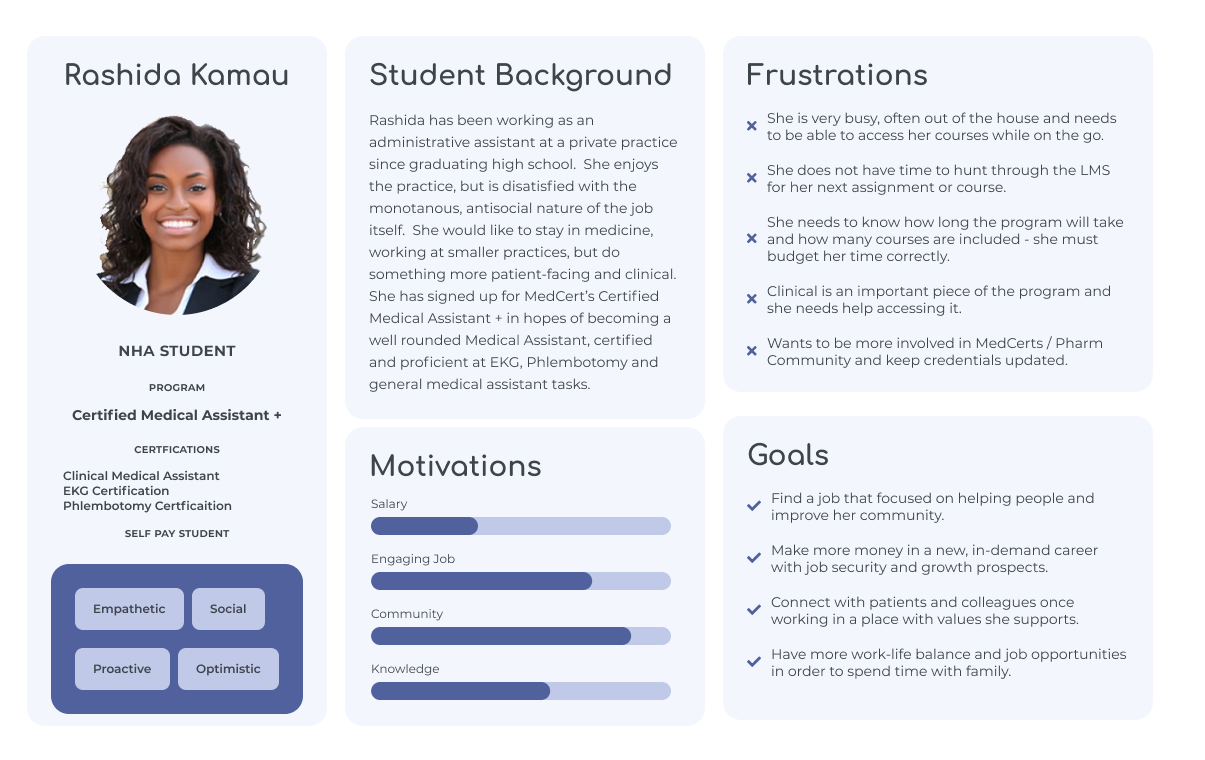 Rashida Kamau
NHA STUDENT
PROGRAM
Certified Medical Assistant +
CERTFICATIONS
Clinical Medical Assistant
EKG Certification
Phlembotomy Certficaition
SELF PAY STUDENT
Empathetic
Social
Proactive
Optimistic
Student Background
Rashida has been working as an
administrative assistant at a private practice
since graduating high school.  She enjoys
the practice, but is disatisfied with the
monotanous, antisocial nature of the job
itself.  She would like to stay in medicine,
working at smaller practices, but do
something more patient-facing and clinical.
She has signed up for MedCert's Certified
Medical Assistant + in hopes of becoming a
well rounded Medical Assistant, certified
and proficient at EKG, Phlembotomy and
general medical assistant tasks.
Motivations
Salary
Engaging Job
Community
Knowledge
Frustrations
She is very busy, often out of the house and needs
to be able to access her courses while on the go.
She does not have time to hunt through the LMS
for her next assignment or course.
She needs to know how long the program will take
and how many courses are included - she must
budget her time correctly.
Clinical is an important piece of the program and
she needs help accessing it.
Wants to be more involved in MedCerts / Pharm
Community and keep credentials updated.
Goals
Find a job that focused on helping people and
improve her community.
Make more money in a new, in-demand career
with job security and growth prospects.
Connect with patients and colleagues once
working in a place with values she supports.
Have more work-life balance and job opportunities
in order to spend time with family.